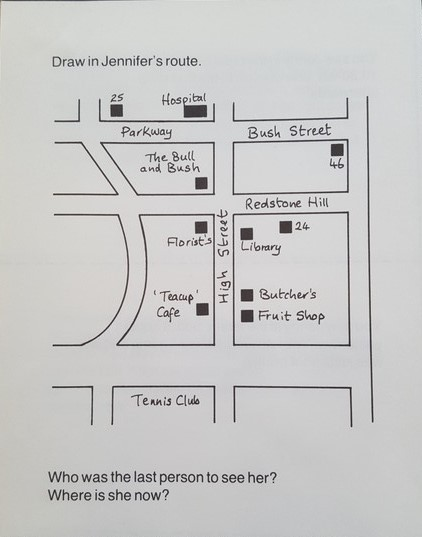 Draw in Jennifer's route.
25
Hospital
Parkway
Bush Street
The Bull
and Bush
46
Redstone Hill
Florist's
High Street
24
Library
'Teacup'
Cafe
Butcher's
Fruit Shop
Tennis Club
Who was the last person to see her?
Where is she now?